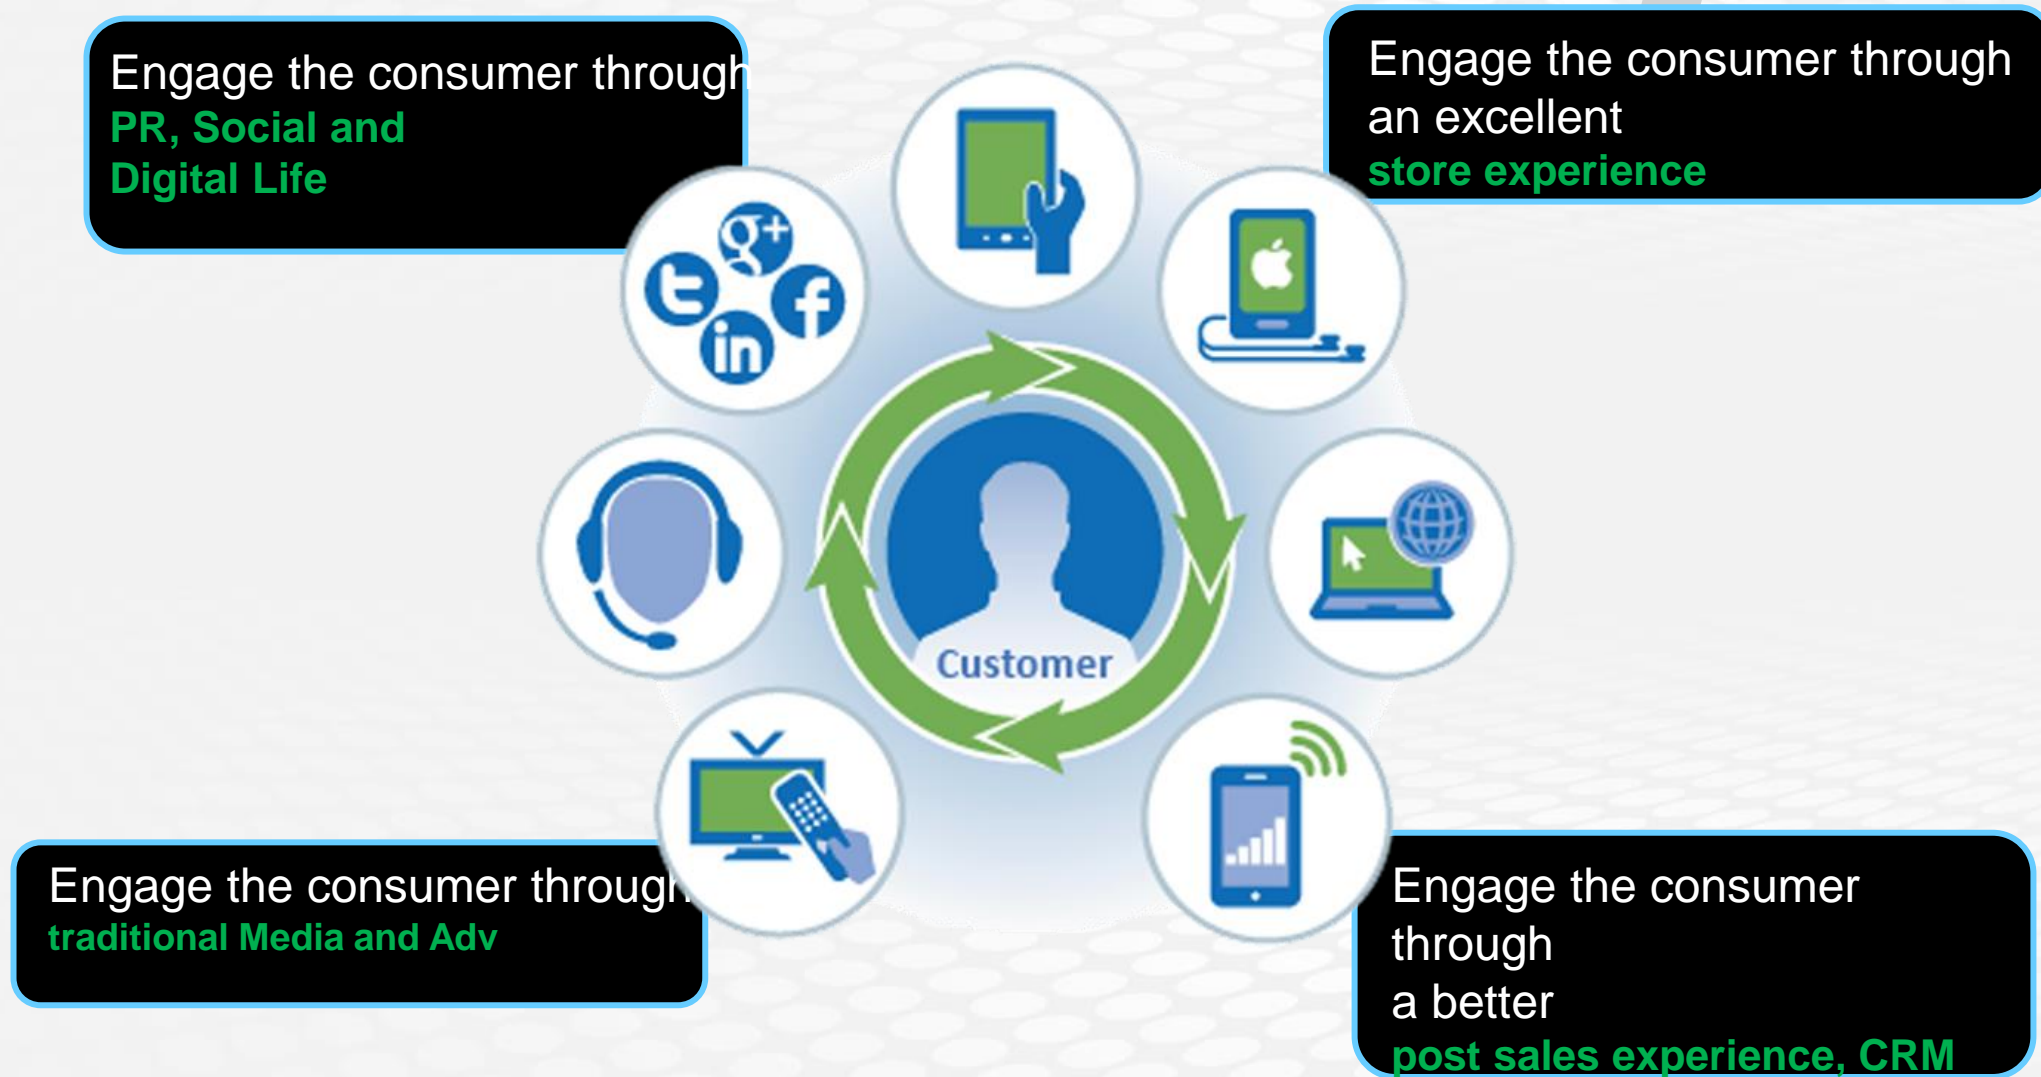 Engage the consumer through
PR, Social and
Digital Life
Engage the consumer through
an excellent
store experience
g+
t
f
in
Customer
Engage the consumer through
traditional Media and Adv
Engage the consumer
through
a better
post sales experience, CRM